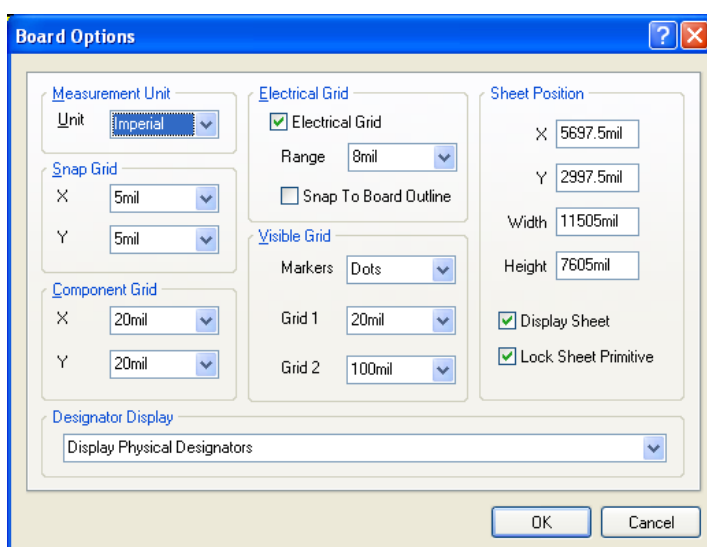 Board Options
Measurement Unit
Unit Imperial
Snap Grid
X 5mil
Y 5mil
Component Grid
X 20mil
Y 20mil
Electrical Grid
Electrical Grid
Range 8mil
Snap To Board Outline
Visible Grid
Markers Dots
Grid 1 20mil
Grid 2 100mil
Sheet Position
X 5697.5mil
Y 2997.5mil
Width 11505mil
Height 7605mil
Display Sheet
Lock Sheet Primitive
Designator Display
Display Physical Designators
OK Cancel